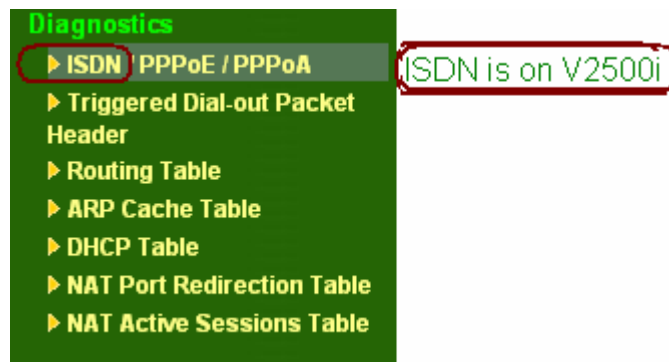 Diagnostics
ISDN / PPPoE / PPPoA
ISDN is on V2500i
Triggered Dial-out Packet
Header
Routing Table
ARP Cache Table
DHCP Table
NAT Port Redirection Table
NAT Active Sessions Table